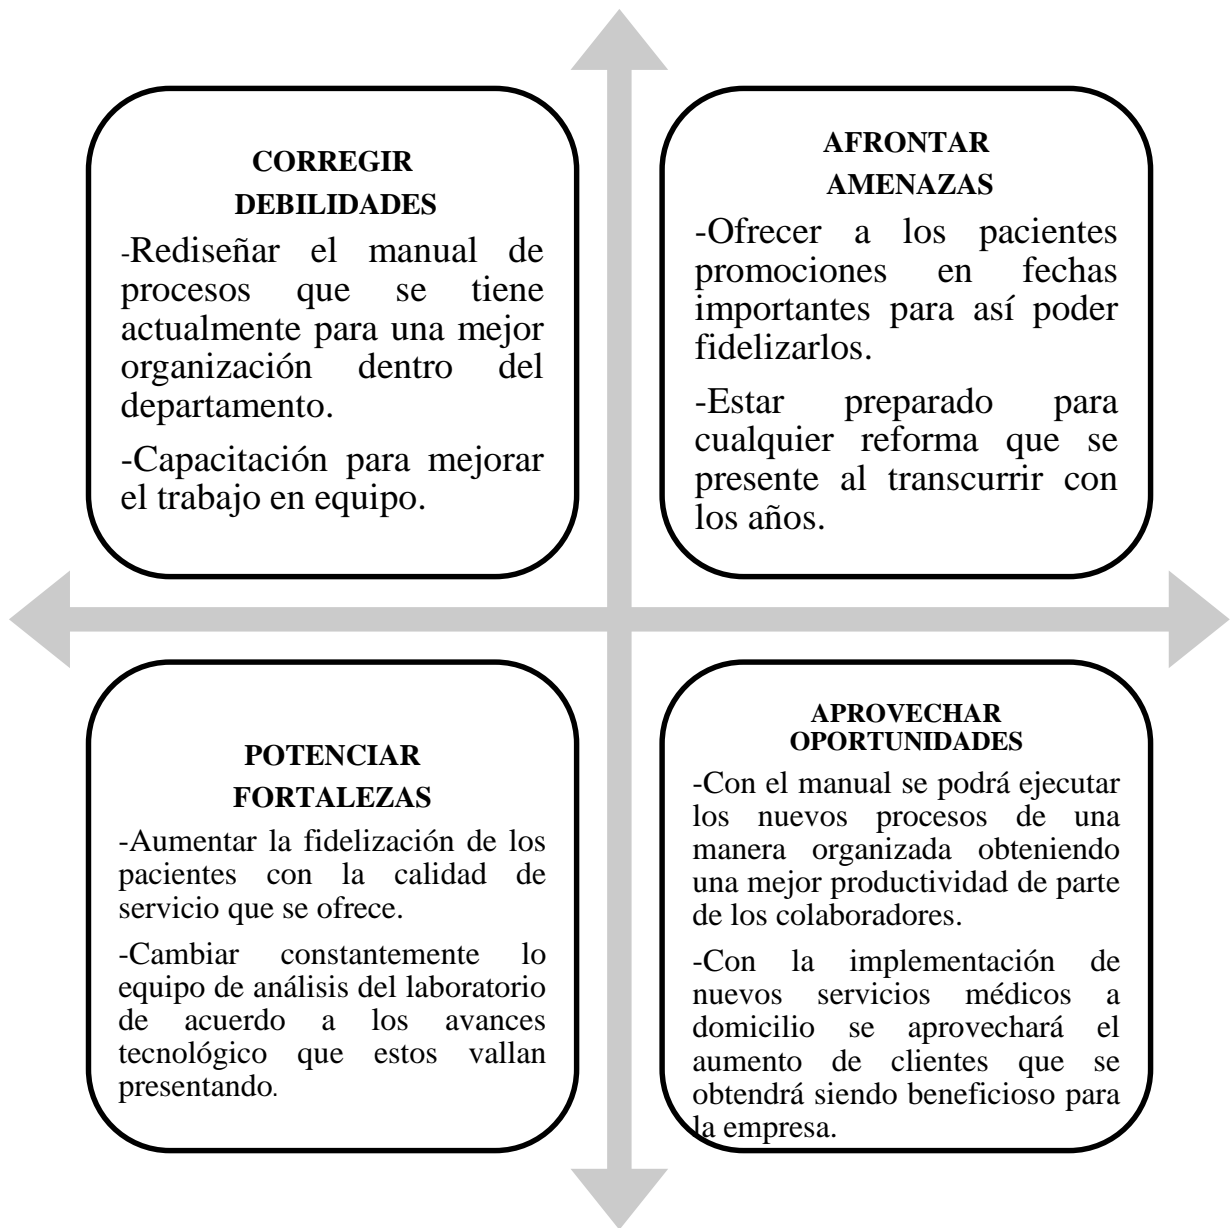 CORREGIR
DEBILIDADES
-Rediseñar el manual de
procesos que se tiene
actualmente para una mejor
organización dentro del
departamento.
-Capacitación para mejorar
el trabajo en equipo.
AFRONTAR
AMENAZAS
-Ofrecer a los pacientes
promociones en fechas
importantes para así poder
fidelizarlos.
-Estar preparado para
cualquier reforma que se
presente al transcurrir con
los años.
POTENCIAR
FORTALEZAS
-Aumentar la fidelización de los
pacientes con la calidad de
servicio que se ofrece.
-Cambiar constantemente lo
equipo de análisis del laboratorio
de acuerdo a los avances
tecnológico que estos vallan
presentando.
APROVECHAR
OPORTUNIDADES
-Con el manual se podrá ejecutar
los nuevos procesos de una
manera organizada obteniendo
una mejor productividad de parte
de los colaboradores.
-Con la implementación de
nuevos servicios médicos a
domicilio se aprovechará el
aumento de clientes que se
obtendrá siendo beneficioso para
la empresa.